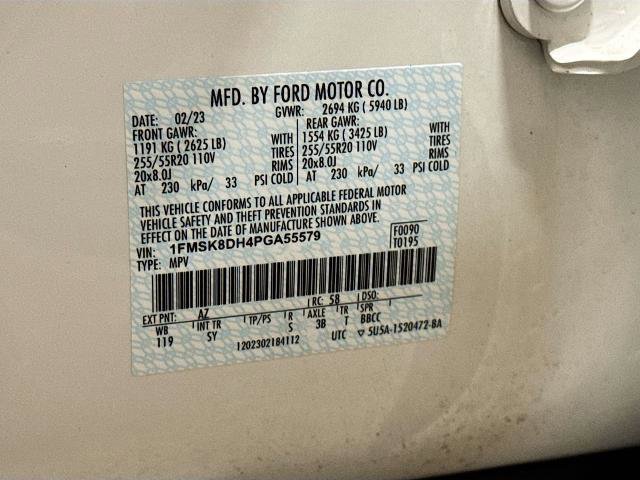 MFD. BY FORD MOTOR CO.
DATE: 02/23 GVWR: 2694 KG ( 5940 LB)
FRONT GAWR: REAR GAWR:
1191 KG ( 2625 LB) WITH 1554 KG ( 3425 LB) WITH
255/55R20 110V TIRES 255/55R20 110V TIRES
20x8.0J RIMS 20x8.0J RIMS
AT 230 kPa/ 33 PSI COLD AT 230 kPa/ 33 PSI COLD
THIS VEHICLE CONFORMS TO ALL APPLICABLE FEDERAL MOTOR
VEHICLE SAFETY AND THEFT PREVENTION STANDARDS IN
EFFECT ON THE DATE OF MANUFACTURE SHOWN ABOVE.
VIN: 1FMSK8DH4PGA55579 F0090
TYPE: MPV T0195
EXT PNT: AZ RC: 58 DSO:
WB INT TR TP/PS R AXLE TR SPR
119 SY S 3B T BBCC
1202302184112 UTC ▽ 5U5A-1520472-BA